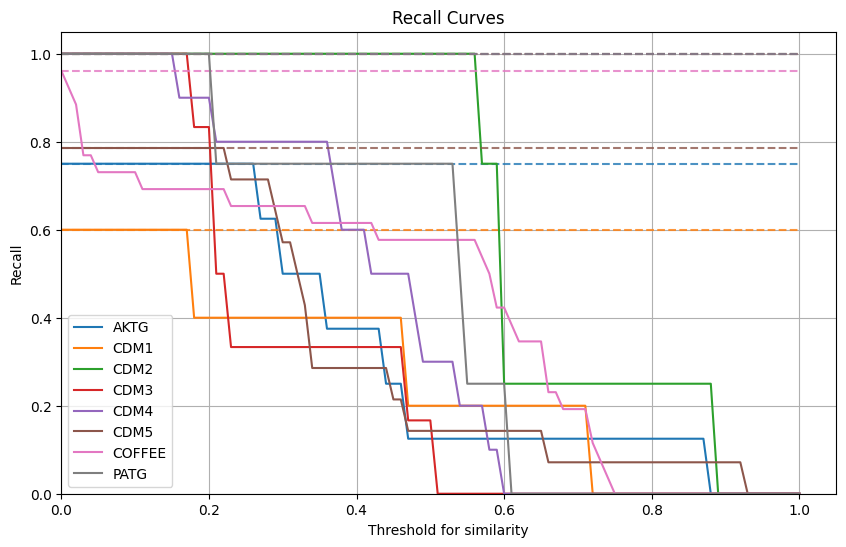 Recall Curves
Recall
1.0
0.8
0.6
0.4
0.2
0.0
AKTG
CDM1
CDM2
CDM3
CDM4
CDM5
COFFEE
PATG
0.0 0.2 0.4 0.6 0.8 1.0
Threshold for similarity